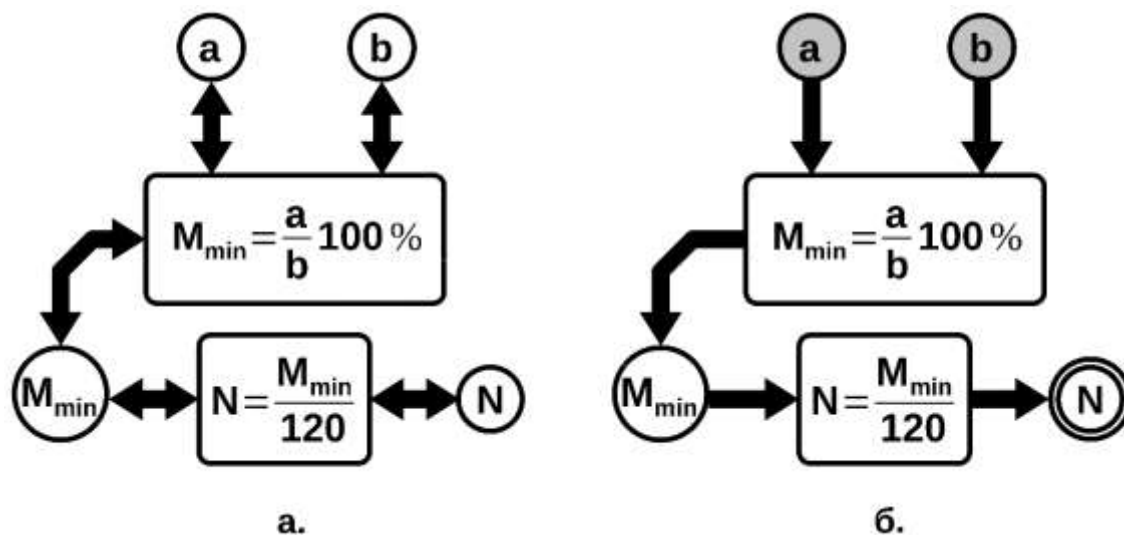 a b a b
M_min = a/b 100 % M_min = a/b 100 %
M_min N = M_min/120 N M_min N = M_min/120 N
а. б.